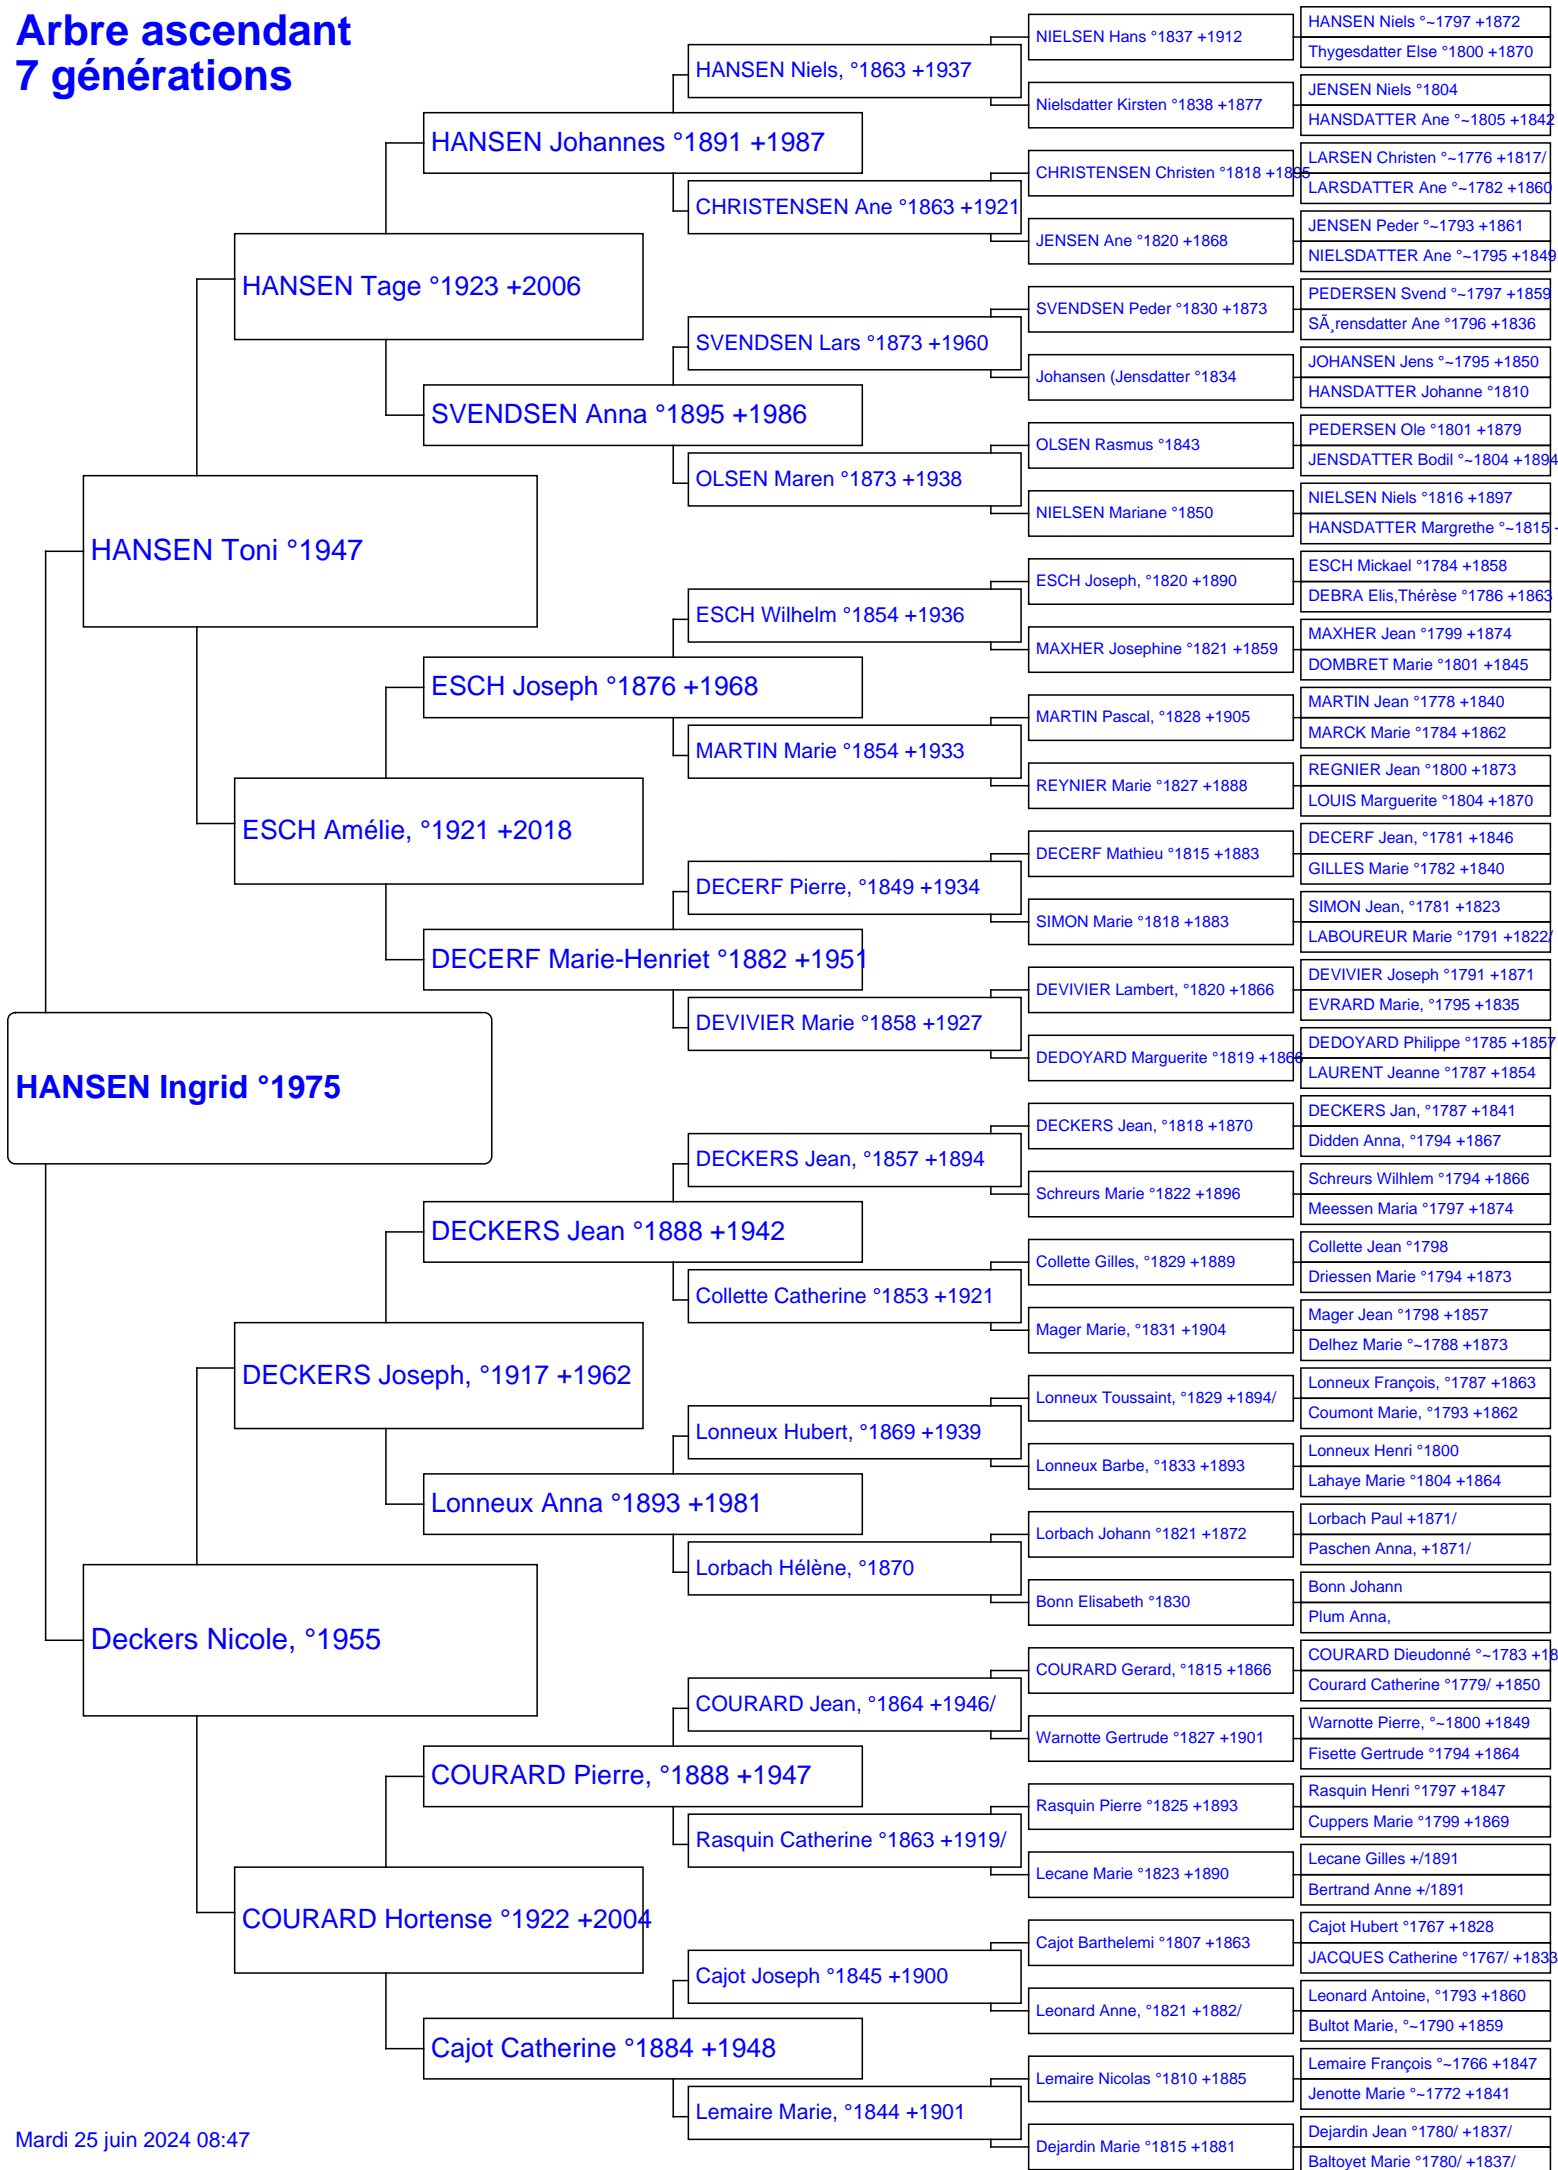 Arbre ascendant
7 générations
HANSEN Ingrid °1975
HANSEN Toni °1947
Deckers Nicole, °1955
HANSEN Tage °1923 +2006
ESCH Amélie, °1921 +2018
DECKERS Joseph, °1917 +1962
COURARD Hortense °1922 +2004
HANSEN Johannes °1891 +1987
SVENDSEN Anna °1895 +1986
ESCH Joseph °1876 +1968
DECERF Marie-Henriet °1882 +1951
DECKERS Jean °1888 +1942
Lonneux Anna °1893 +1981
COURARD Pierre, °1888 +1947
Cajot Catherine °1884 +1948
HANSEN Niels, °1863 +1937
CHRISTENSEN Ane °1863 +1921
SVENDSEN Lars °1873 +1960
OLSEN Maren °1873 +1938
ESCH Wilhelm °1854 +1936
MARTIN Marie °1854 +1933
DECERF Pierre, °1849 +1934
DEVIVIER Marie °1858 +1927
DECKERS Jean, °1857 +1894
Collette Catherine °1853 +1921
Lonneux Hubert, °1869 +1939
Lorbach Hélène, °1870
COURARD Jean, °1864 +1946/
Rasquin Catherine °1863 +1919/
Cajot Joseph °1845 +1900
Lemaire Marie, °1844 +1901
NIELSEN Hans °1837 +1912
Nielsdatter Kirsten °1838 +1877
CHRISTENSEN Christen °1818 +1895
JENSEN Ane °1820 +1868
SVENDSEN Peder °1830 +1873
Johansen (Jensdatter °1834
OLSEN Rasmus °1843
NIELSEN Mariane °1850
ESCH Joseph, °1820 +1890
MAXHER Josephine °1821 +1859
MARTIN Pascal, °1828 +1905
REYNIER Marie °1827 +1888
DECERF Mathieu °1815 +1883
SIMON Marie °1818 +1883
DEVIVIER Lambert, °1820 +1866
DEDOYARD Marguerite °1819 +1866
DECKERS Jean, °1818 +1870
Schreurs Marie °1822 +1896
Collette Gilles, °1829 +1889
Mager Marie, °1831 +1904
Lonneux Toussaint, °1829 +1894/
Lonneux Barbe, °1833 +1893
Lorbach Johann °1821 +1872
Bonn Elisabeth °1830
COURARD Gerard, °1815 +1866
Warnotte Gertrude °1827 +1901
Rasquin Pierre °1825 +1893
Lecane Marie °1823 +1890
Cajot Barthelemi °1807 +1863
Leonard Anne, °1821 +1882/
Lemaire Nicolas °1810 +1885
Dejardin Marie °1815 +1881
HANSEN Niels °~1797 +1872
Thygesdatter Else °1800 +1870
JENSEN Niels °1804
HANSDATTER Ane °~1805 +1842
LARSEN Christen °~1776 +1817/
LARSDATTER Ane °~1782 +1860
JENSEN Peder °~1793 +1861
NIELSDATTER Ane °~1795 +1849
PEDERSEN Svend °~1797 +1859
SÃ¸rensdatter Ane °1796 +1836
JOHANSEN Jens °~1795 +1850
HANSDATTER Johanne °1810
PEDERSEN Ole °1801 +1879
JENSDATTER Bodil °~1804 +1894
NIELSEN Niels °1816 +1897
HANSDATTER Margrethe °~1815
ESCH Mickael °1784 +1858
DEBRA Elis,Thérèse °1786 +1863
MAXHER Jean °1799 +1874
DOMBRET Marie °1801 +1845
MARTIN Jean °1778 +1840
MARCK Marie °1784 +1862
REGNIER Jean °1800 +1873
LOUIS Marguerite °1804 +1870
DECERF Jean, °1781 +1846
GILLES Marie °1782 +1840
SIMON Jean, °1781 +1823
LABOUREUR Marie °1791 +1822/
DEVIVIER Joseph °1791 +1871
EVRARD Marie, °1795 +1835
DEDOYARD Philippe °1785 +1857
LAURENT Jeanne °1787 +1854
DECKERS Jan, °1787 +1841
Didden Anna, °1794 +1867
Schreurs Wilhlem °1794 +1866
Meessen Maria °1797 +1874
Collette Jean °1798
Driessen Marie °1794 +1873
Mager Jean °1798 +1857
Delhez Marie °~1788 +1873
Lonneux François, °1787 +1863
Coumont Marie, °1793 +1862
Lonneux Henri °1800
Lahaye Marie °1804 +1864
Lorbach Paul +1871/
Paschen Anna, +1871/
Bonn Johann
Plum Anna,
COURARD Dieudonné °~1783 +18
Courard Catherine °1779/ +1850
Warnotte Pierre, °~1800 +1849
Fisette Gertrude °1794 +1864
Rasquin Henri °1797 +1847
Cuppers Marie °1799 +1869
Lecane Gilles +/1891
Bertrand Anne +/1891
Cajot Hubert °1767 +1828
JACQUES Catherine °1767/ +1833
Leonard Antoine, °1793 +1860
Bultot Marie, °~1790 +1859
Lemaire François °~1766 +1847
Jenotte Marie °~1772 +1841
Dejardin Jean °1780/ +1837/
Baltoyet Marie °1780/ +1837/
Mardi 25 juin 2024 08:47